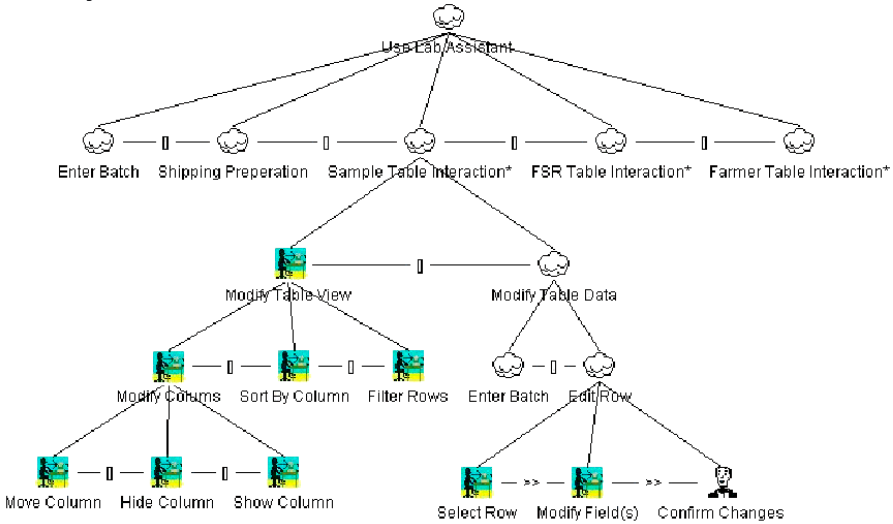 Use Lab Assistant
[]
[]
[]
[]
Enter Batch
Shipping Preperation
Sample Table Interaction*
FSR Table Interaction*
Farmer Table Interaction*
[]
Modify Table View
Modify Table Data
[]
[]
[]
Modify Colums
Sort By Column
Filter Rows
Enter Batch
Edit Row
[]
[]
>>
>>
Move Column
Hide Column
Show Column
Select Row
Modify Field(s)
Confirm Changes